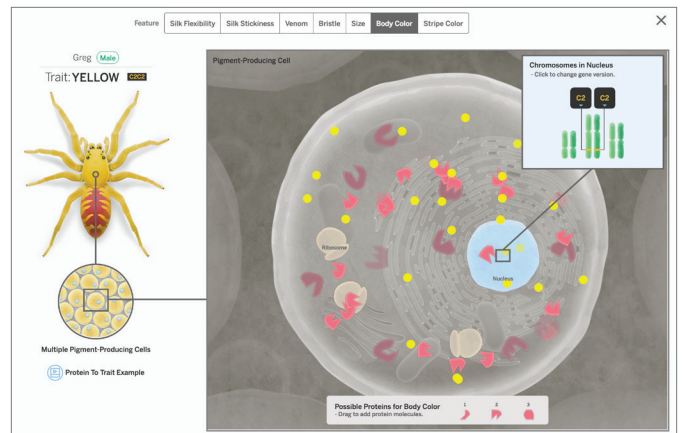 Feature Silk Flexibility Silk Stickiness Venom Bristle Size Body Color Stripe Color
Greg Male
Trait: YELLOW C2C2
Multiple Pigment-Producing Cells
Protein To Trait Example
Pigment-Producing Cell
Chromosomes in Nucleus
- Click to change gene version.
C2 C2
Ribosome
Nucleus
Possible Proteins for Body Color
- Drag to add protein molecules.
1 2 3